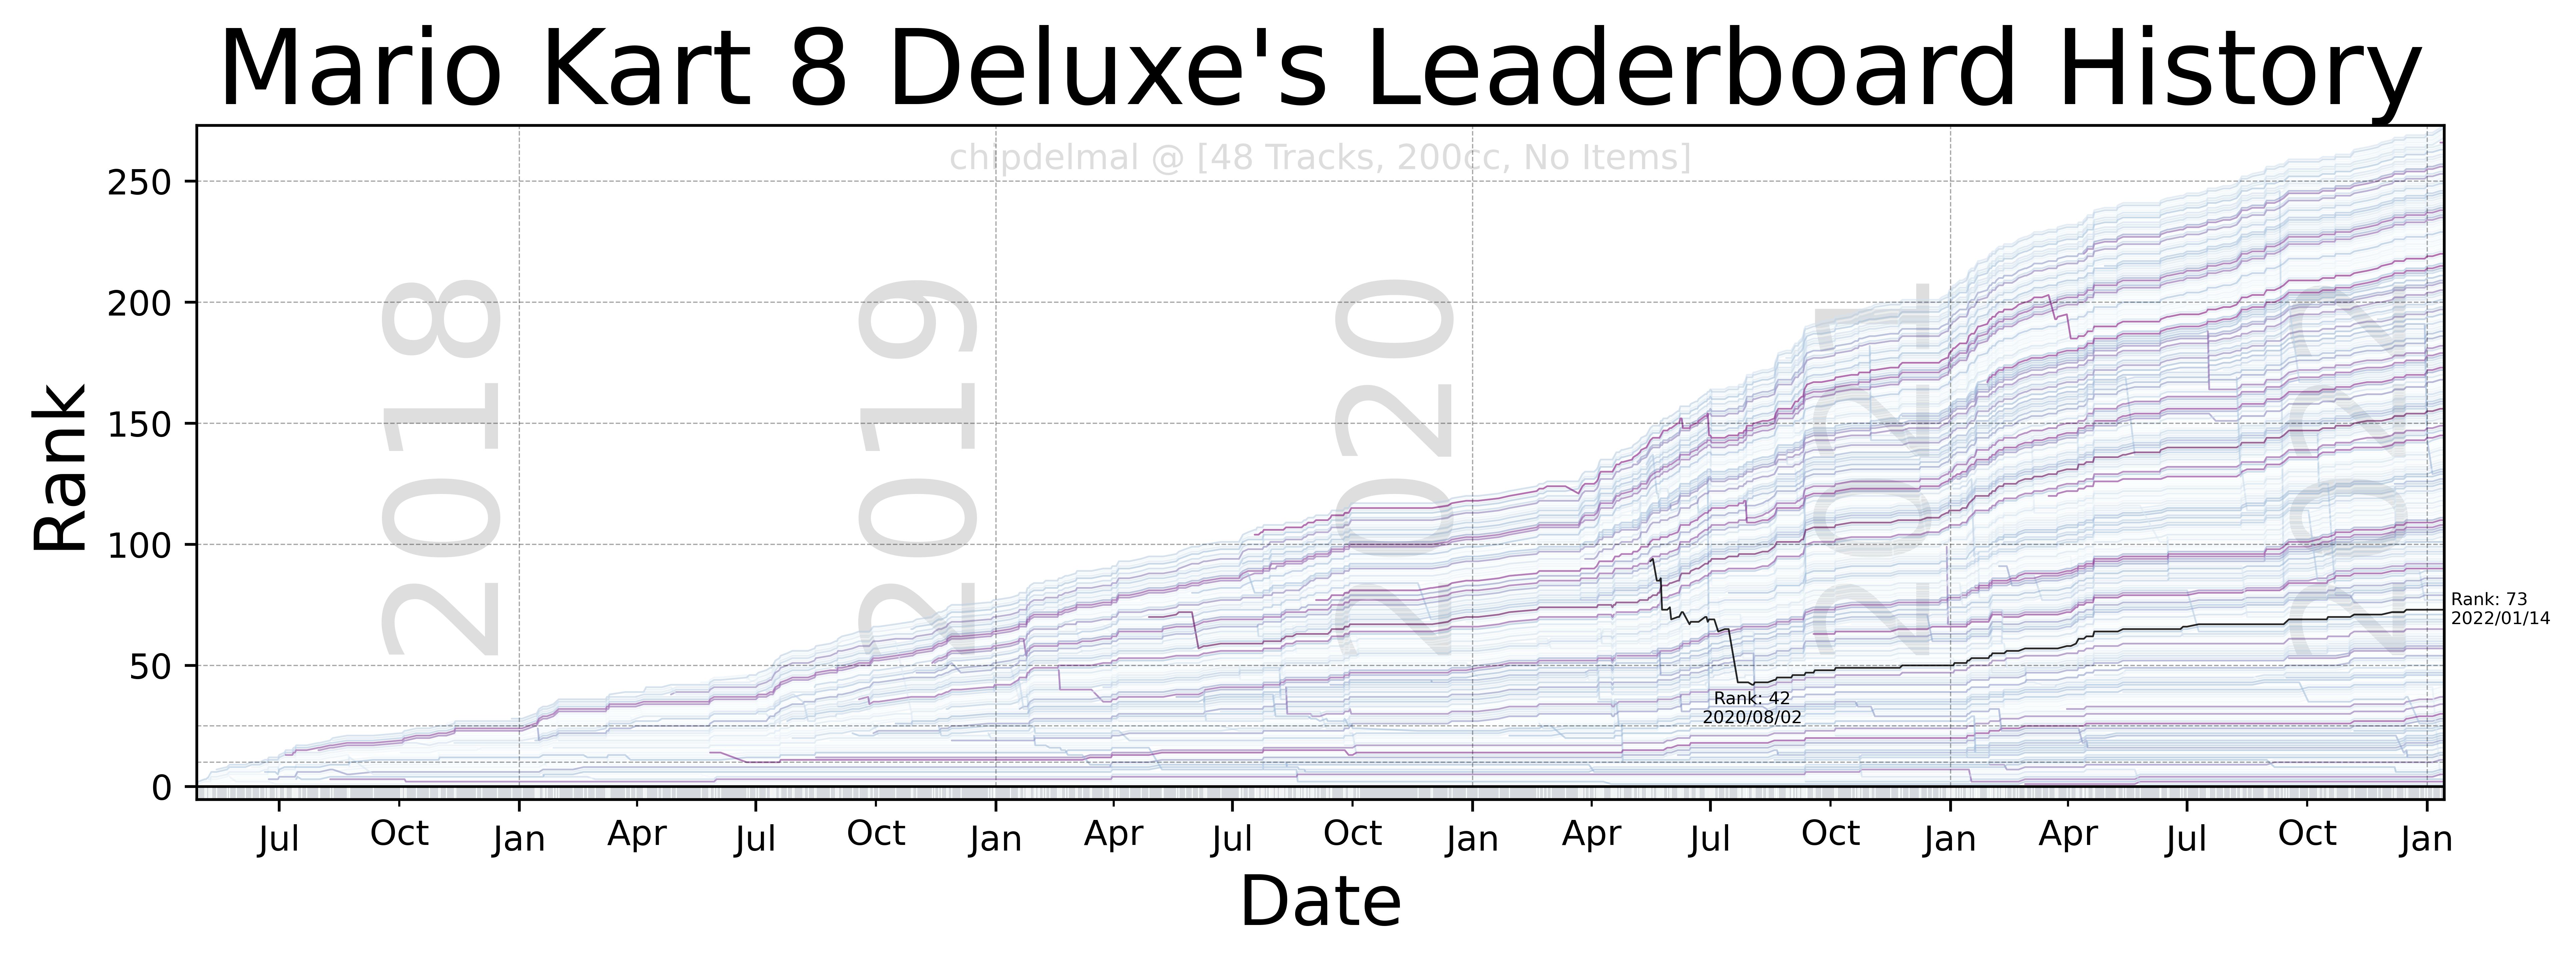 Mario Kart 8 Deluxe's Leaderboard History
chipdelmal @ [48 Tracks, 200cc, No Items]
Rank
250
200
150
100
50
0
2018
2019
2020
2021
2022
Rank: 73
2022/01/14
Rank: 42
2020/08/02
Jul
Oct
Jan
Apr
Jul
Oct
Jan
Apr
Jul
Oct
Jan
Apr
Jul
Oct
Jan
Apr
Jul
Oct
Jan
Date